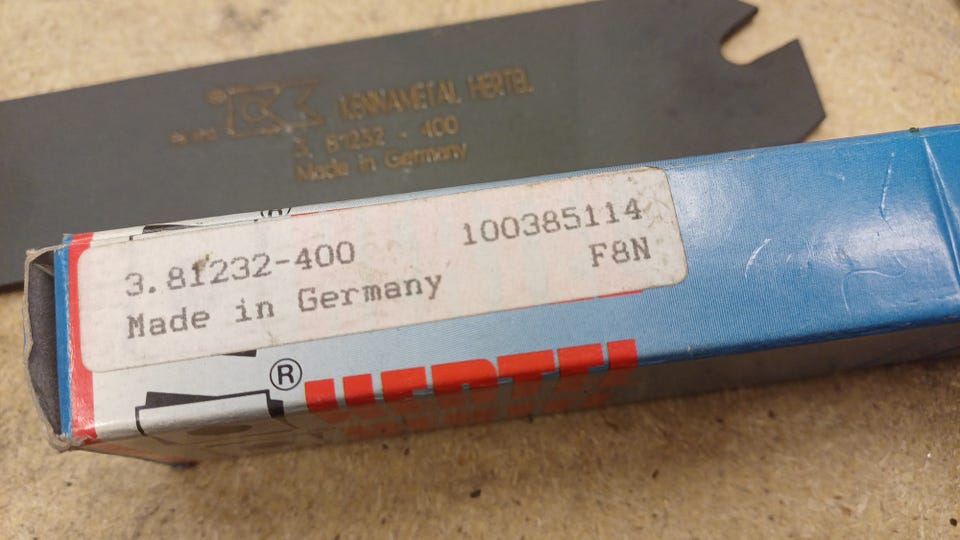 KENNAMETAL HERTEL
3. 81232 - 400
Made in Germany
3.81232-400 100385114
Made in Germany F8N
® HERTEL